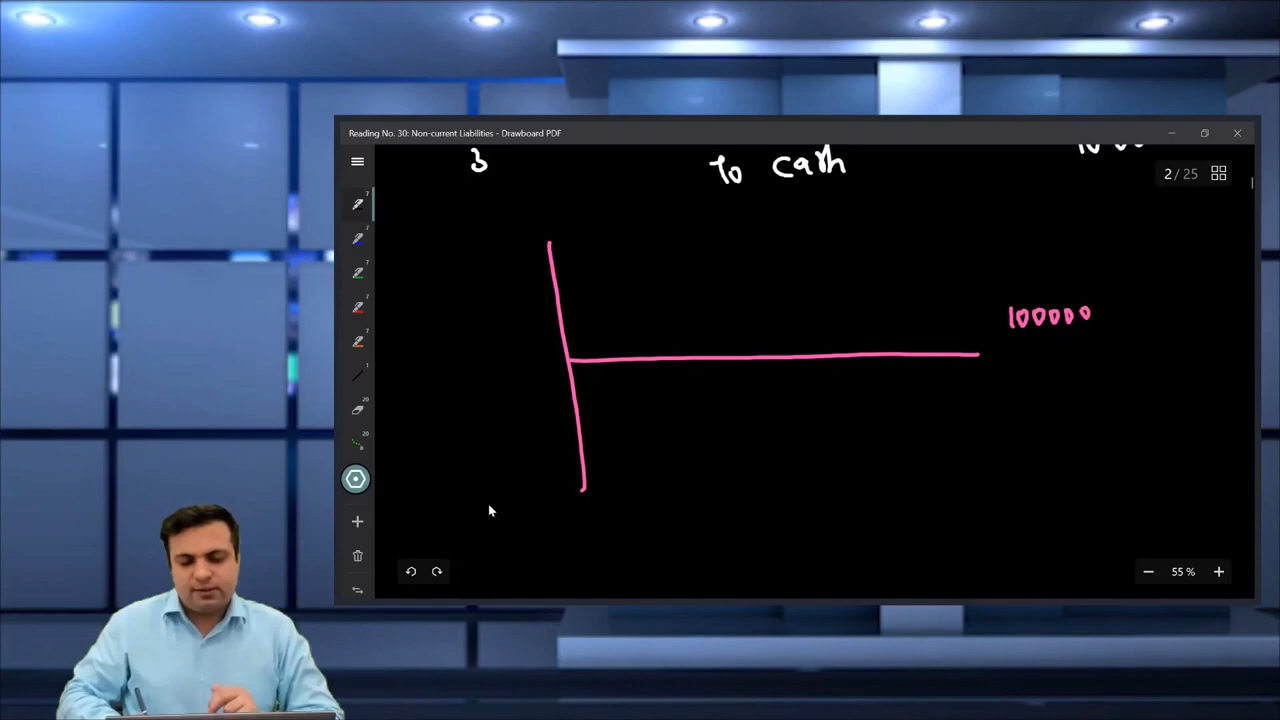 Reading No. 30: Non-current Liabilities - Drawboard PDF
3
To cash
2 / 25
100000
55 %